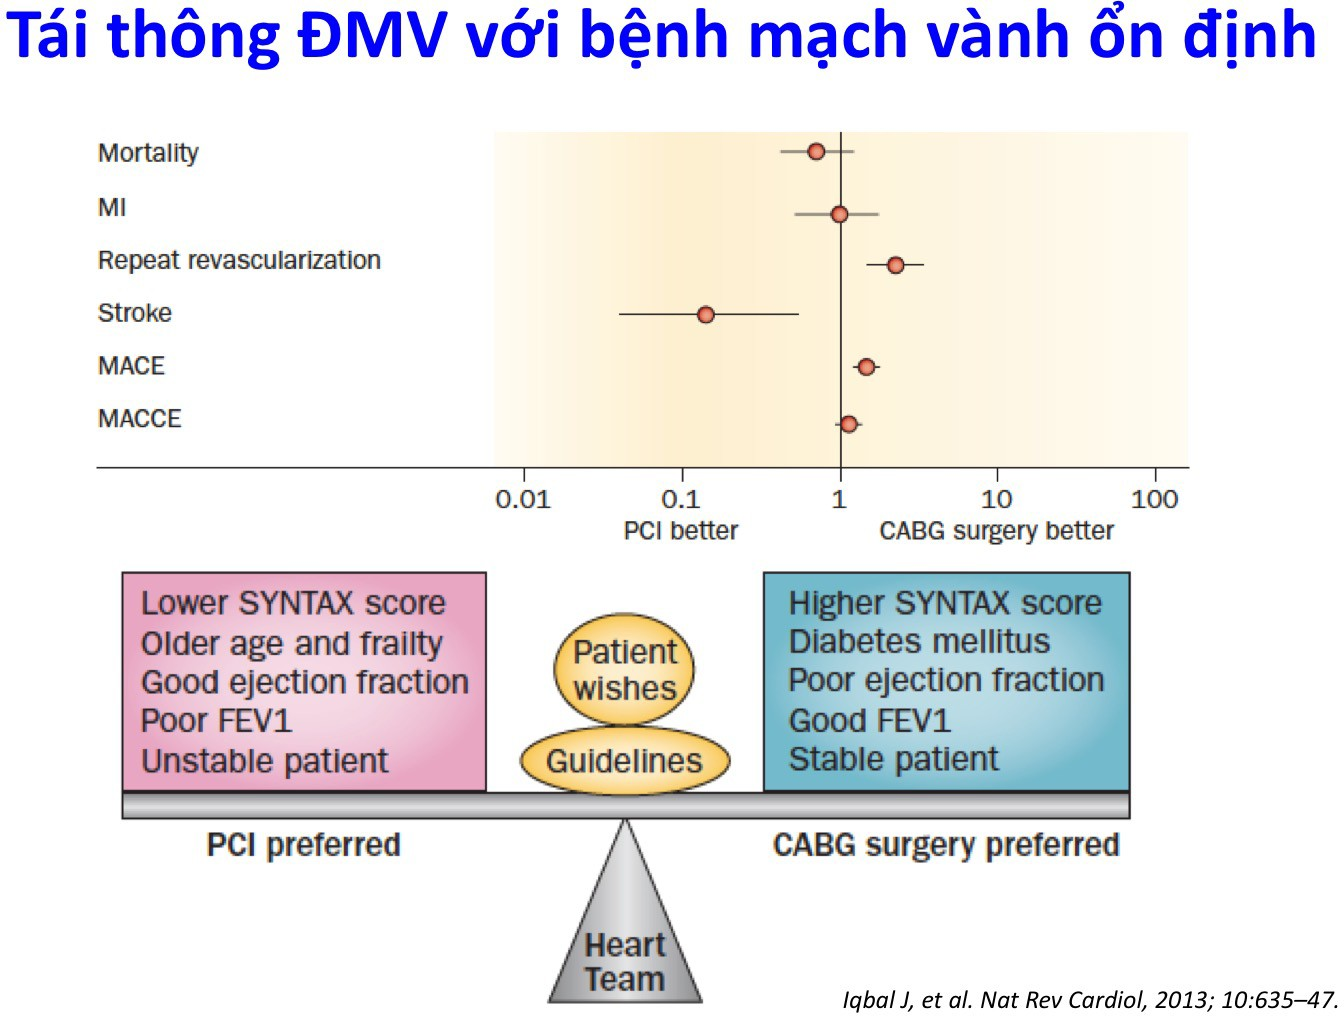 Tái thông ĐMV với bệnh mạch vành ổn định
Mortality
MI
Repeat revascularization
Stroke
MACE
MACCE
0.01 0.1 1 10 100
PCI better CABG surgery better
Lower SYNTAX score
Older age and frailty
Good ejection fraction
Poor FEV1
Unstable patient
Patient
wishes
Guidelines
Higher SYNTAX score
Diabetes mellitus
Poor ejection fraction
Good FEV1
Stable patient
PCI preferred
CABG surgery preferred
Heart
Team
Iqbal J, et al. Nat Rev Cardiol, 2013; 10:635–47.